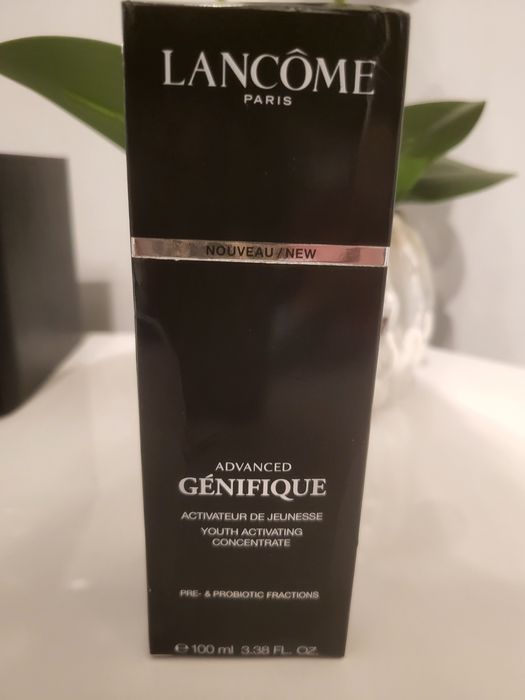 LANCÔME
PARIS
NOUVEAU / NEW
ADVANCED
GÉNIFIQUE
ACTIVATEUR DE JEUNESSE
YOUTH ACTIVATING
CONCENTRATE
PRE- & PROBIOTIC FRACTIONS
℮ 100 ml 3.38 FL. OZ.